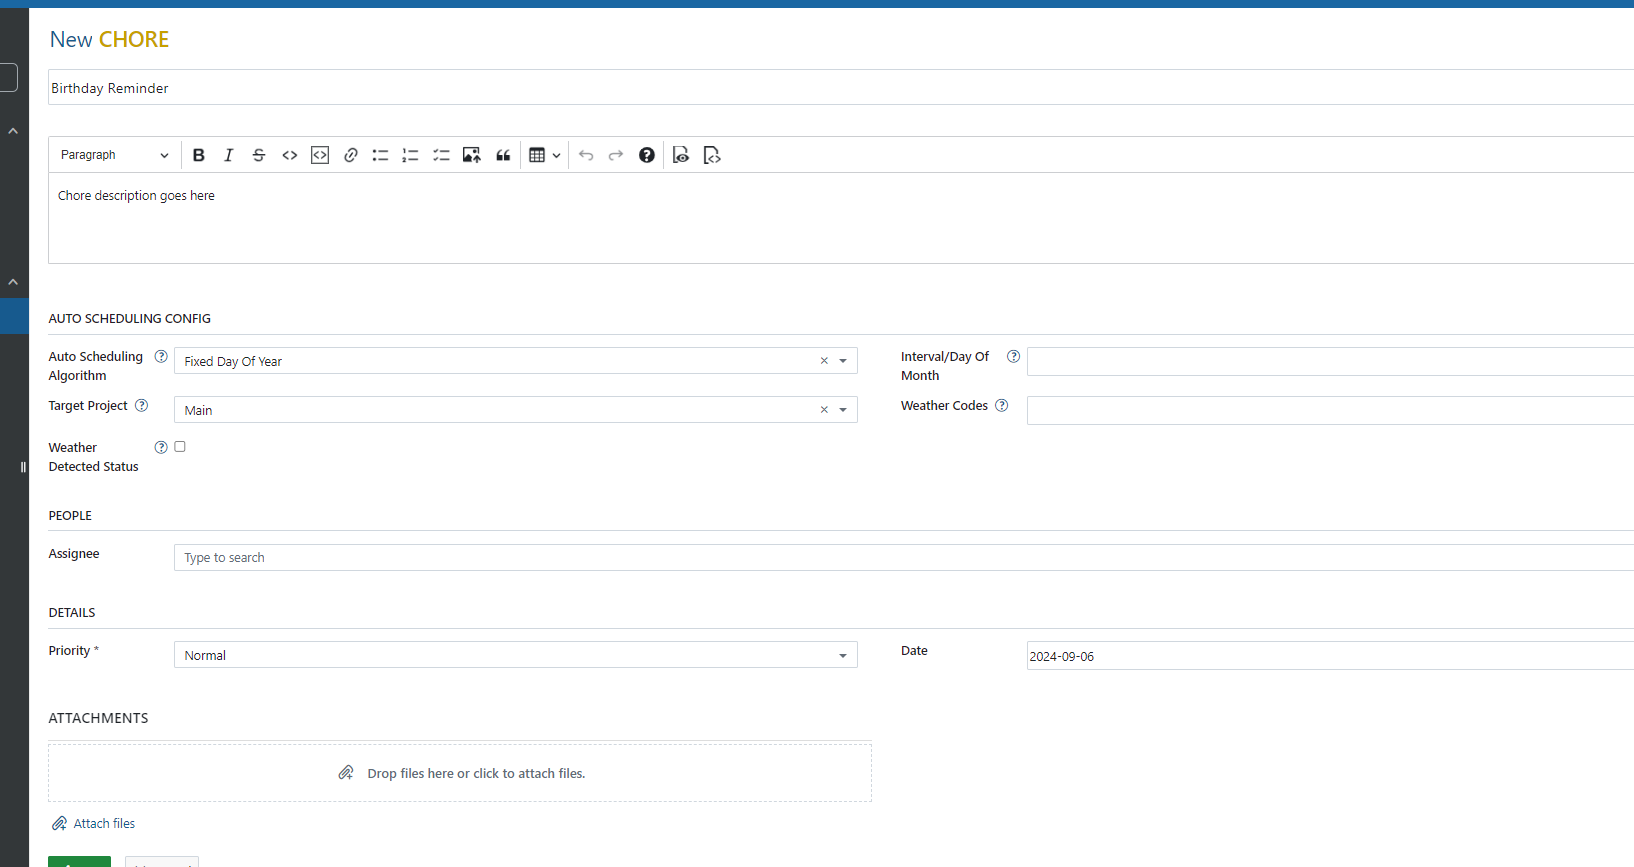 New CHORE
Birthday Reminder
Paragraph
Chore description goes here
AUTO SCHEDULING CONFIG
Auto Scheduling
Algorithm
Fixed Day Of Year
Interval/Day Of
Month
Target Project
Main
Weather Codes
Weather
Detected Status
PEOPLE
Assignee
Type to search
DETAILS
Priority *
Normal
Date
2024-09-06
ATTACHMENTS
Drop files here or click to attach files.
Attach files